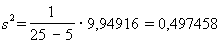 s² = 1/(25 − 5) · 9,94916 = 0,497458